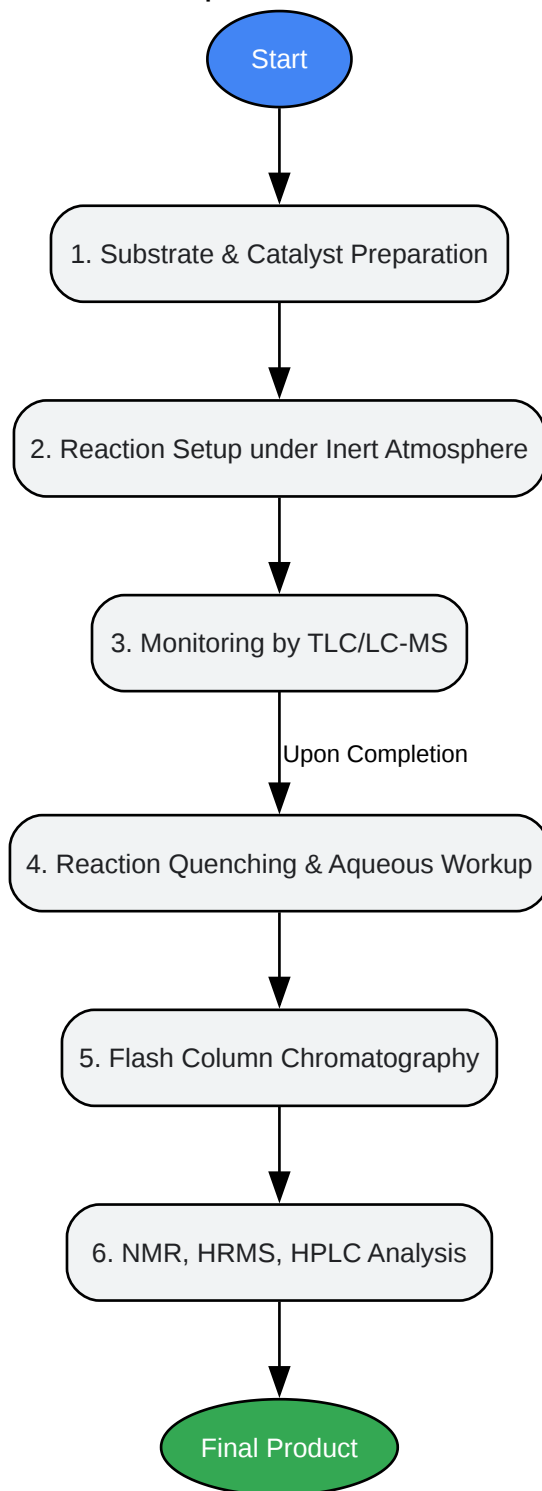 Start
1. Substrate & Catalyst Preparation
2. Reaction Setup under Inert Atmosphere
3. Monitoring by TLC/LC-MS
Upon Completion
4. Reaction Quenching & Aqueous Workup
5. Flash Column Chromatography
6. NMR, HRMS, HPLC Analysis
Final Product